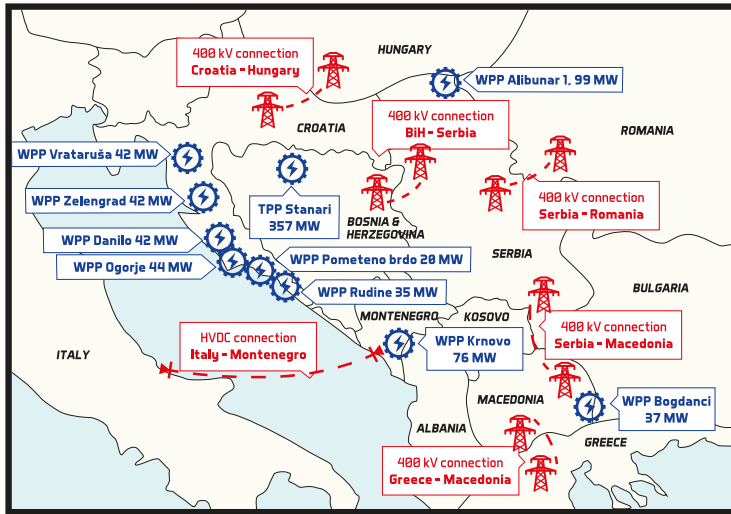 HUNGARY
400 kV connection
Croatia - Hungary
WPP Alibunar 1, 99 MW
400 kV connection
BiH - Serbia
CROATIA
ROMANIA
WPP Vrataruša 42 MW
WPP Zelengrad 42 MW
TPP Stanari
357 MW
400 kV connection
Serbia - Romania
BOSNIA &
HERZEGOVINA
WPP Danilo 42 MW
WPP Ogorje 44 MW
WPP Pometeno brdo 20 MW
SERBIA
WPP Rudine 35 MW
BULGARIA
MONTENEGRO
KOSOVO
HVDC connection
Italy - Montenegro
400 kV connection
Serbia - Macedonia
ITALY
WPP Krnovo
76 MW
MACEDONIA
WPP Bogdanci
37 MW
ALBANIA
GREECE
400 kV connection
Greece - Macedonia